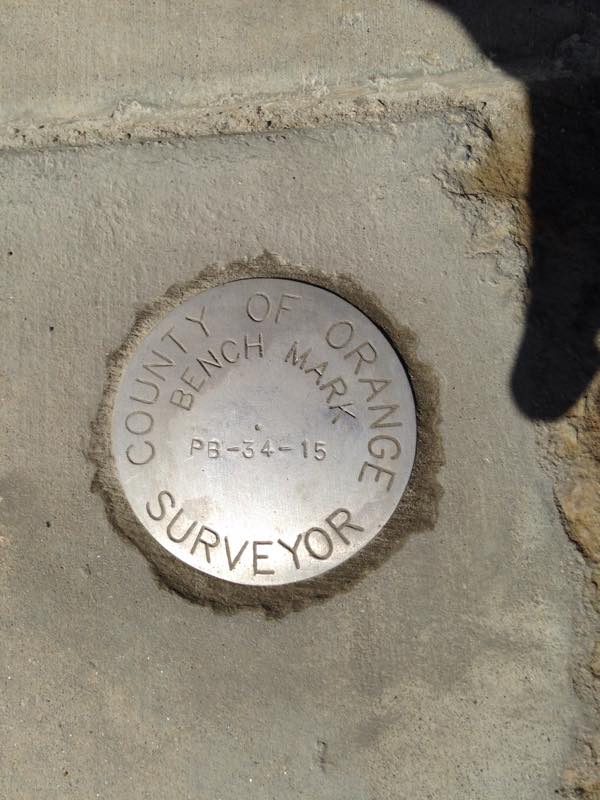 COUNTY OF ORANGE
BENCH MARK
PB-34-15
SURVEYOR